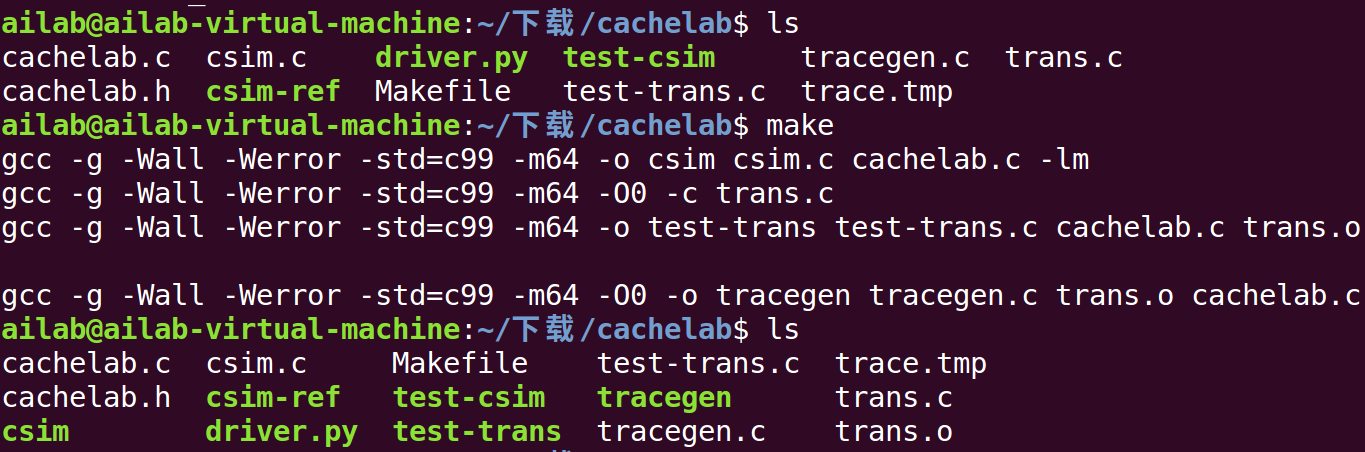 ailab@ailab-virtual-machine:~/下载/cachelab$ ls
cachelab.c  csim.c    driver.py  test-csim     tracegen.c  trans.c
cachelab.h  csim-ref  Makefile   test-trans.c  trace.tmp
ailab@ailab-virtual-machine:~/下载/cachelab$ make
gcc -g -Wall -Werror -std=c99 -m64 -o csim csim.c cachelab.c -lm
gcc -g -Wall -Werror -std=c99 -m64 -O0 -c trans.c
gcc -g -Wall -Werror -std=c99 -m64 -o test-trans test-trans.c cachelab.c trans.o
gcc -g -Wall -Werror -std=c99 -m64 -O0 -o tracegen tracegen.c trans.o cachelab.c
ailab@ailab-virtual-machine:~/下载/cachelab$ ls
cachelab.c  csim.c     Makefile    test-trans.c  trace.tmp
cachelab.h  csim-ref   test-csim   tracegen      trans.c
csim        driver.py  test-trans  tracegen.c    trans.o